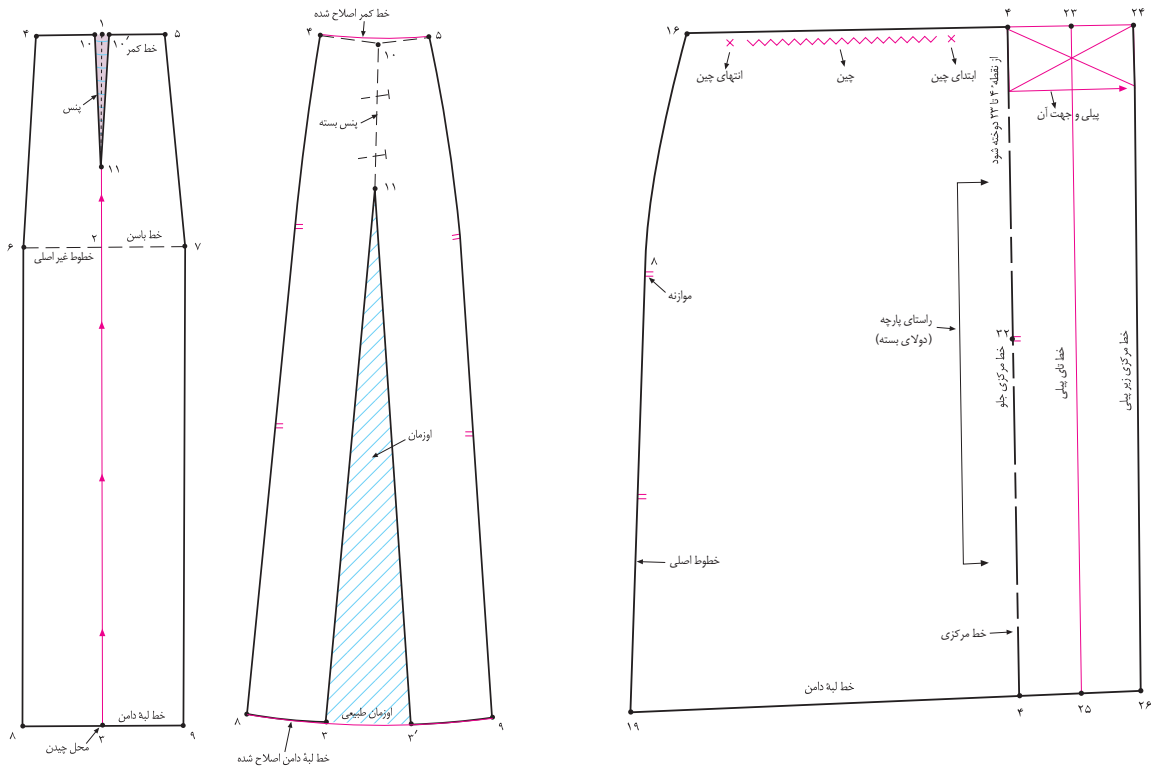 ۴
۱
۱۰
۱۰′
۵
خط کمر
پنس
۱۱
۲
خط باسن
۶
۷
خطوط غیر اصلی
خط لبهٔ دامن
۸
۳
۹
محل چیدن
خط کمر اصلاح شده
۴
۵
۱۰
پنس بسته
۱۱
اوزمان
اوزمان طبیعی
۸
۳
۳′
۹
خط لبهٔ دامن اصلاح شده
۱۶
۴
۲۳
۲۴
انتهای چین
چین
ابتدای چین
از نقطهٔ ۴ تا ۲۳ دوخته شود
پیلی و جهت آن
۸
موازنه
راستای پارچه
(دولای بسته)
۳۲
خط مرکزی جلو
خط تای پیلی
خط مرکزی زیر پیلی
خطوط اصلی
خط مرکزی
خط لبهٔ دامن
۱۹
۴
۲۵
۲۶